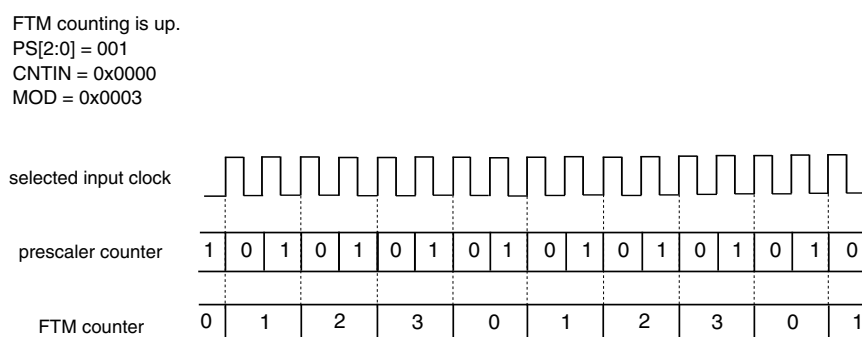 FTM counting is up.
PS[2:0] = 001
CNTIN = 0x0000
MOD = 0x0003
selected input clock
prescaler counter 1 0 1 0 1 0 1 0 1 0 1 0 1 0 1 0 1 0
FTM counter 0 1 2 3 0 1 2 3 0 1